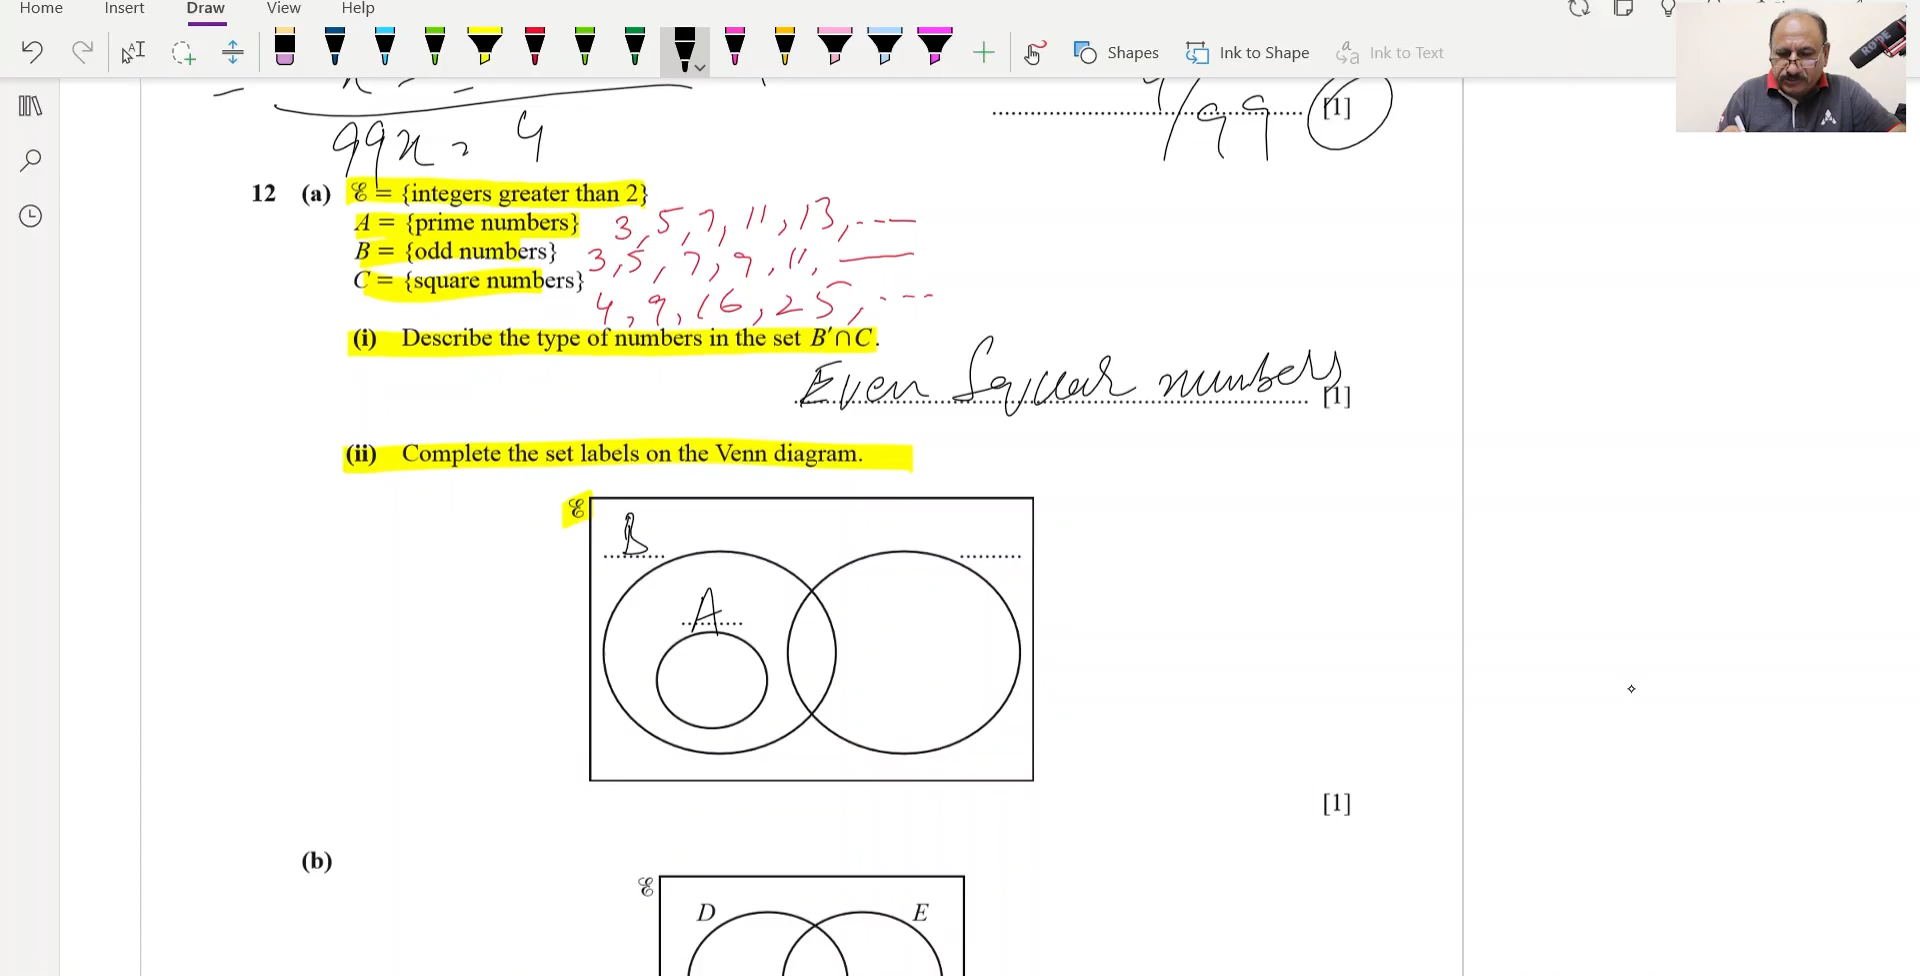 Home Insert Draw View Help
Shapes Ink to Shape Ink to Text
RODE
99x = 4
4/99 [1]
12 (a) ℰ = {integers greater than 2}
A = {prime numbers} 3, 5, 7, 11, 13, ---
B = {odd numbers} 3, 5, 7, 9, 11,
C = {square numbers} 4, 9, 16, 25, ---
(i) Describe the type of numbers in the set B′∩C.
Even Square numbers [1]
(ii) Complete the set labels on the Venn diagram.
ℰ
B
A
[1]
(b)
ℰ
D E